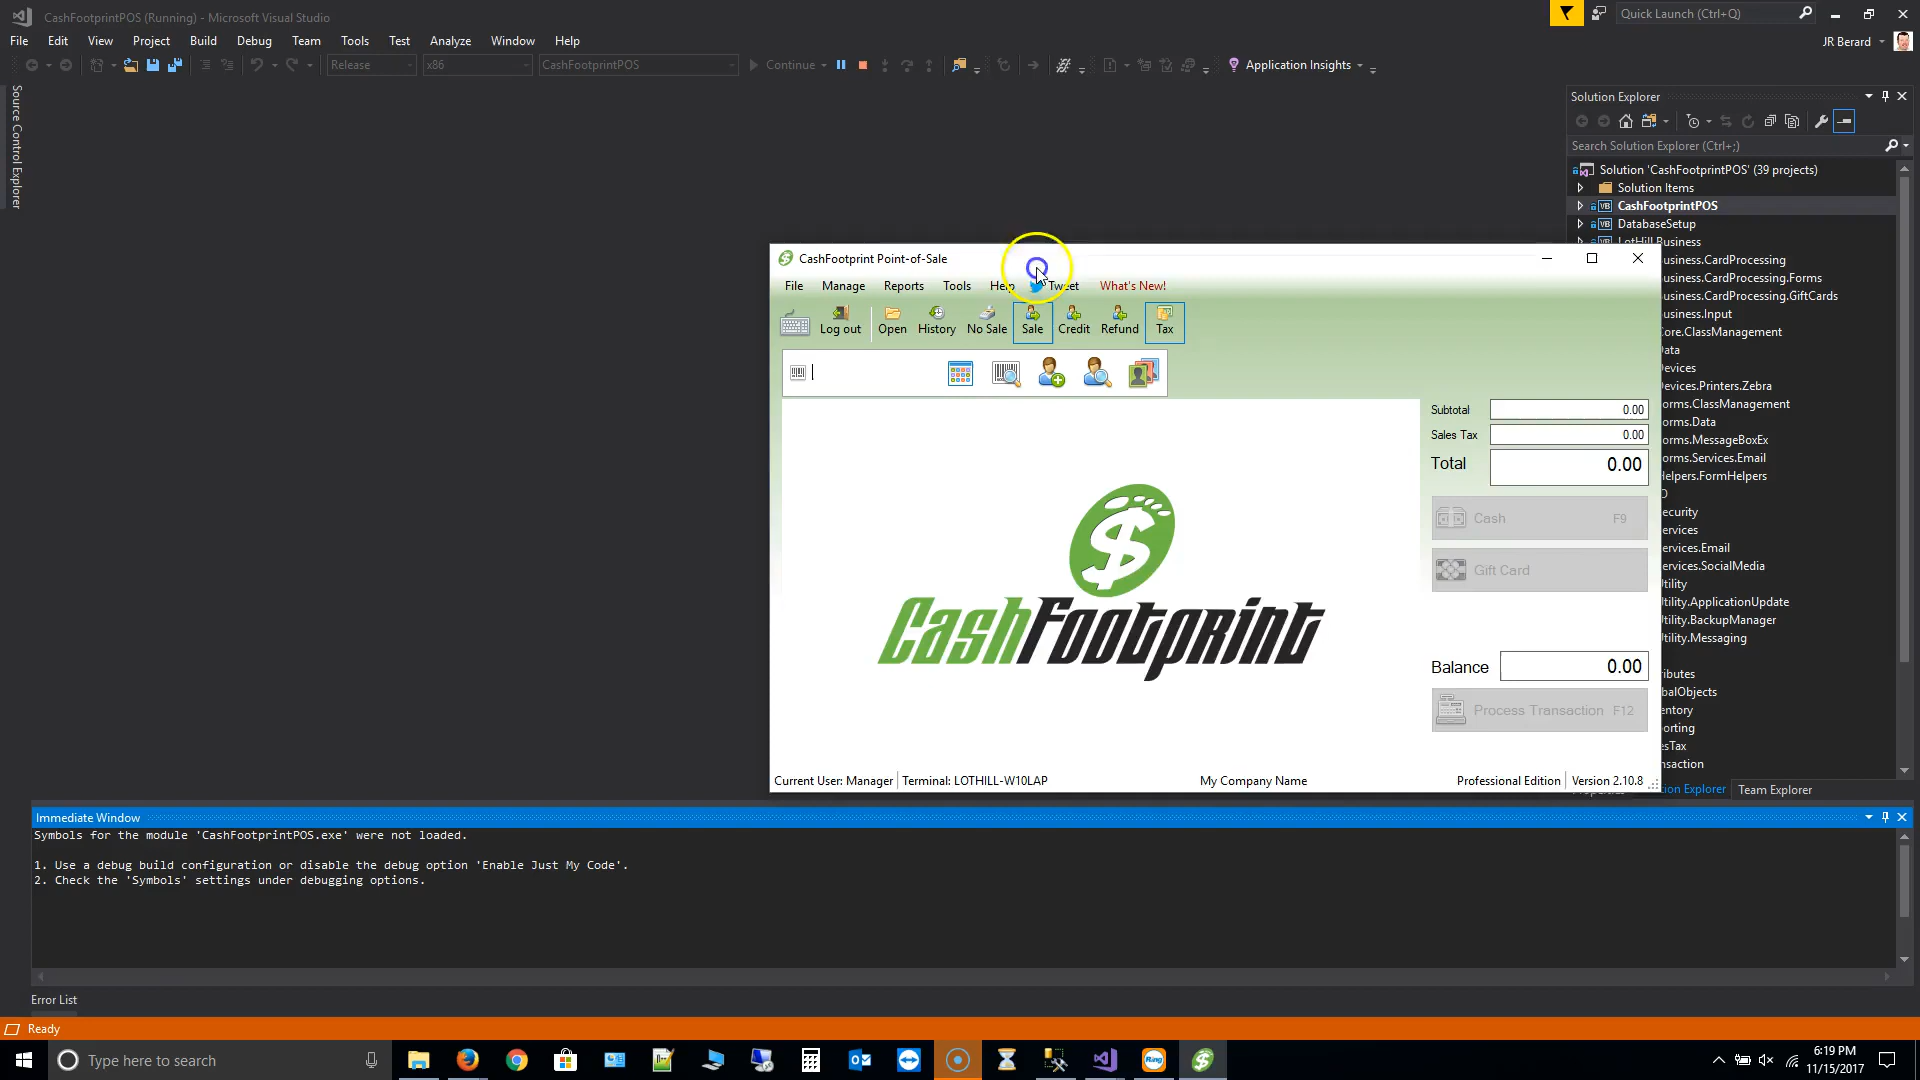 CashFootprintPOS (Running) - Microsoft Visual Studio
Quick Launch (Ctrl+Q)
File Edit View Project Build Debug Team Tools Test Analyze Window Help
JR Berard
Release x86 CashFootprintPOS Continue Application Insights
Source Control Explorer
Solution Explorer
Search Solution Explorer (Ctrl+;)
Solution 'CashFootprintPOS' (39 projects)
Solution Items
CashFootprintPOS
DatabaseSetup
LotHill.Business
usiness.CardProcessing
usiness.CardProcessing.Forms
usiness.CardProcessing.GiftCards
usiness.Input
ore.ClassManagement
ata
evices
evices.Printers.Zebra
orms.ClassManagement
orms.Data
orms.MessageBoxEx
orms.Services.Email
elpers.FormHelpers
O
ecurity
ervices
ervices.Email
ervices.SocialMedia
tility
tility.ApplicationUpdate
tility.BackupManager
tility.Messaging
ributes
balObjects
entory
orting
esTax
nsaction
ion Explorer Team Explorer
CashFootprint Point-of-Sale
File Manage Reports Tools Help Tweet What's New!
Log out Open History No Sale Sale Credit Refund Tax
Subtotal 0.00
Sales Tax 0.00
Total 0.00
Cash F9
Gift Card
CashFootprint
Balance 0.00
Process Transaction F12
Current User: Manager Terminal: LOTHILL-W10LAP My Company Name Professional Edition Version 2.10.8
Immediate Window
Symbols for the module 'CashFootprintPOS.exe' were not loaded.
1. Use a debug build configuration or disable the debug option 'Enable Just My Code'.
2. Check the 'Symbols' settings under debugging options.
Error List
Ready
Type here to search
Ring
6:19 PM
11/15/2017